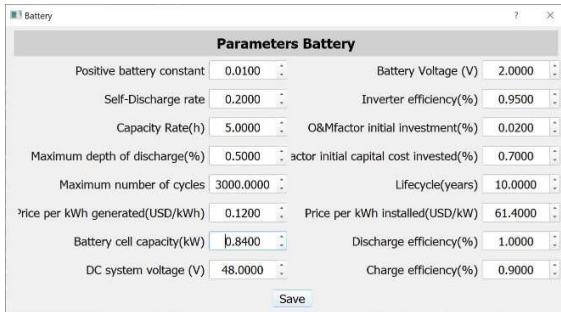 Battery
? ×
Parameters Battery
Positive battery constant 0.0100 Battery Voltage (V) 2.0000
Self-Discharge rate 0.2000 Inverter efficiency(%) 0.9500
Capacity Rate(h) 5.0000 O&Mfactor initial investment(%) 0.0200
Maximum depth of discharge(%) 0.5000 actor initial capital cost invested(%) 0.7000
Maximum number of cycles 3000.0000 Lifecycle(years) 10.0000
Price per kWh generated(USD/kWh) 0.1200 Price per kWh installed(USD/kW) 61.4000
Battery cell capacity(kW) 0.8400 Discharge efficiency(%) 1.0000
DC system voltage (V) 48.0000 Charge efficiency(%) 0.9000
Save